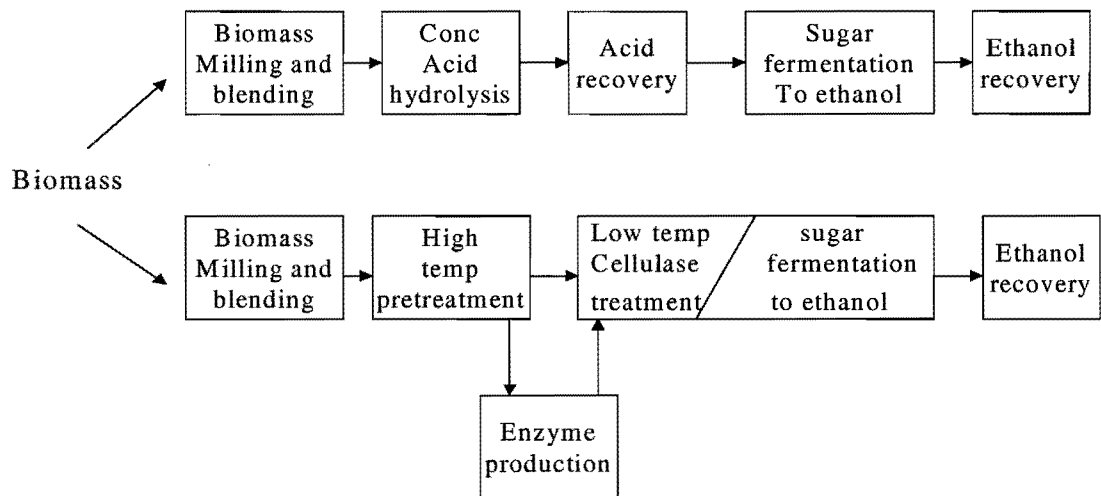 Biomass
Milling and
blending
Conc
Acid
hydrolysis
Acid
recovery
Sugar
fermentation
To ethanol
Ethanol
recovery
Biomass
Biomass
Milling and
blending
High
temp
pretreatment
Low temp
Cellulase
treatment
sugar
fermentation
to ethanol
Ethanol
recovery
Enzyme
production